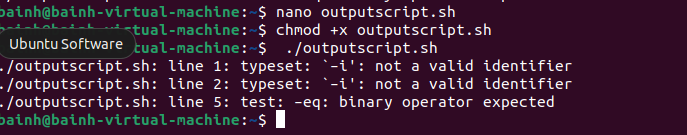 bainh@bainh-virtual-machine:~$ nano outputscript.sh
bainh@bainh-virtual-machine:~$ chmod +x outputscript.sh
Ubuntu Software
-virtual-machine:~$  ./outputscript.sh
./outputscript.sh: line 1: typeset: `–i': not a valid identifier
./outputscript.sh: line 2: typeset: `–i': not a valid identifier
./outputscript.sh: line 5: test: –eq: binary operator expected
bainh@bainh-virtual-machine:~$